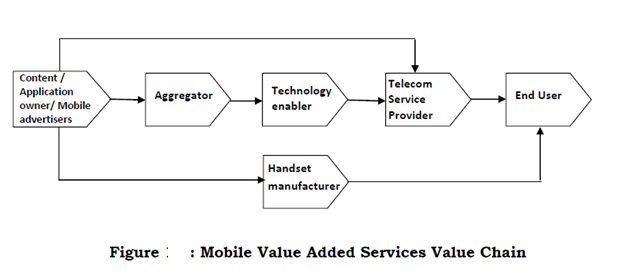 Content /
Application
owner/ Mobile
advertisers
Aggregator
Technology
enabler
Telecom
Service
Provider
End User
Handset
manufacturer
Figure : Mobile Value Added Services Value Chain